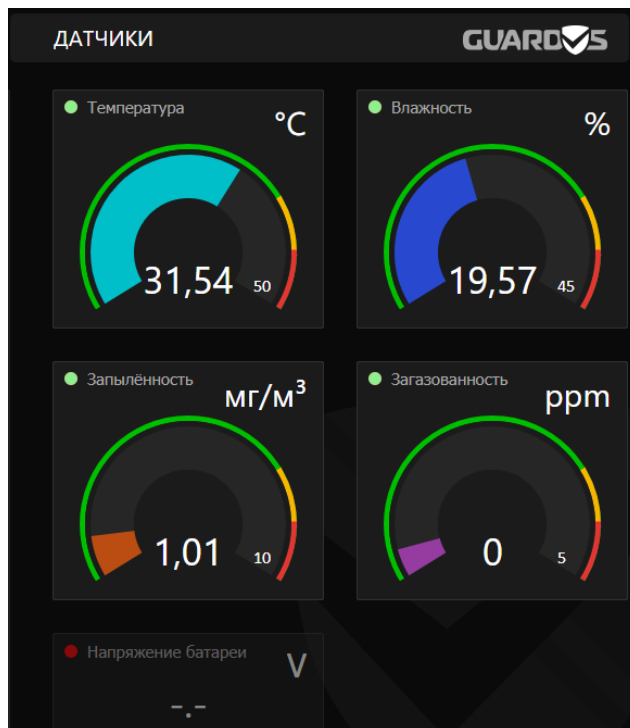 ДАТЧИКИ
GUARDVS
Температура
°C
31,54
50
Влажность
%
19,57
45
Запылённость
мг/м³
1,01
10
Загазованность
ppm
0
5
Напряжение батареи
V
-.-